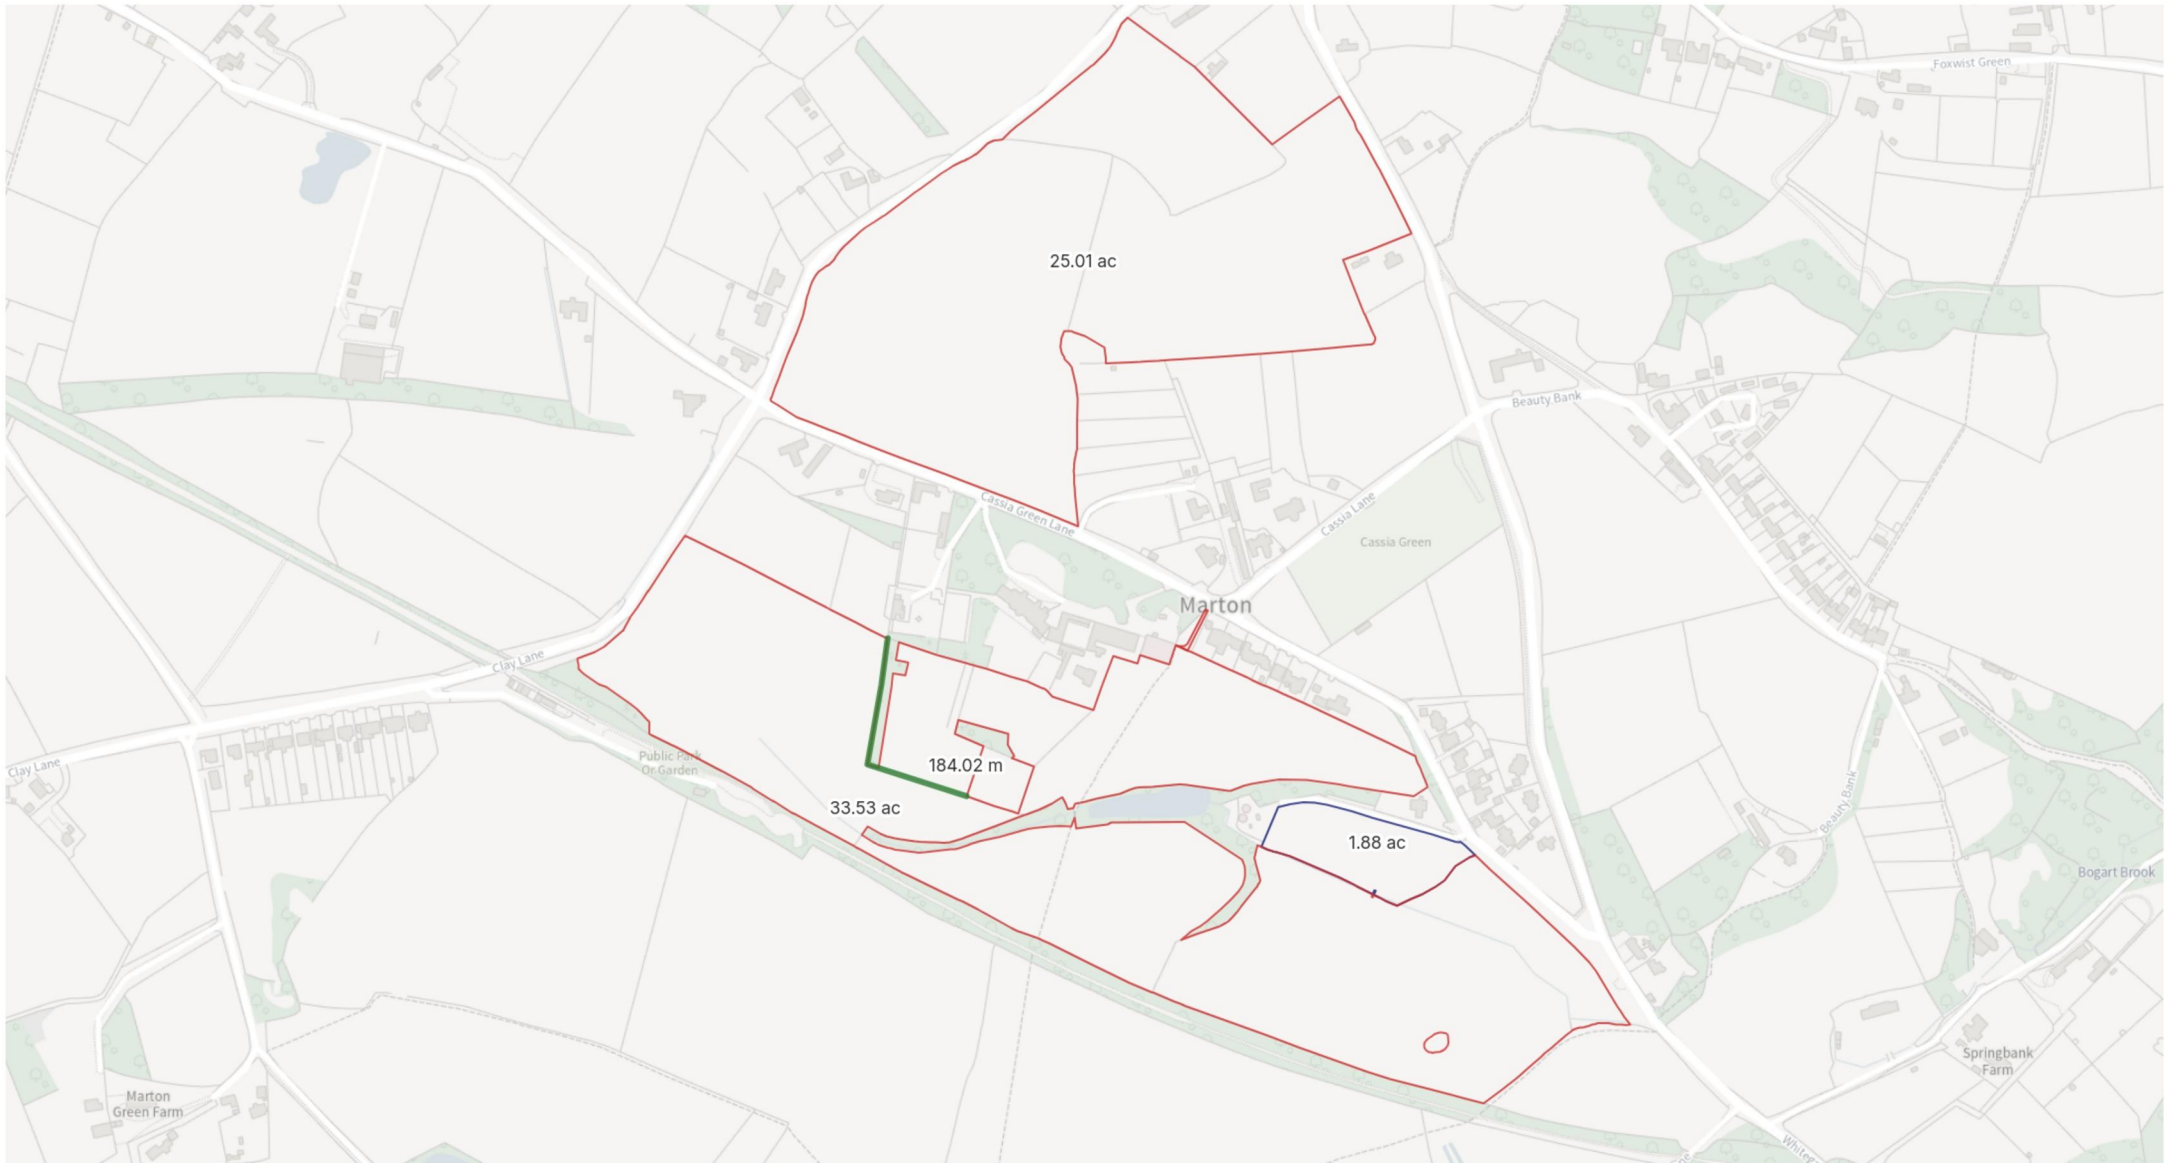 Foxwist Green
25.01 ac
Beauty Bank
Cassia Green Lane
Cassia Lane
Cassia Green
Marton
Clay Lane
Public Park
Or Garden
Clay Lane
184.02 m
33.53 ac
1.88 ac
Beauty Bank
Bogart Brook
Springbank
Farm
Marton
Green Farm